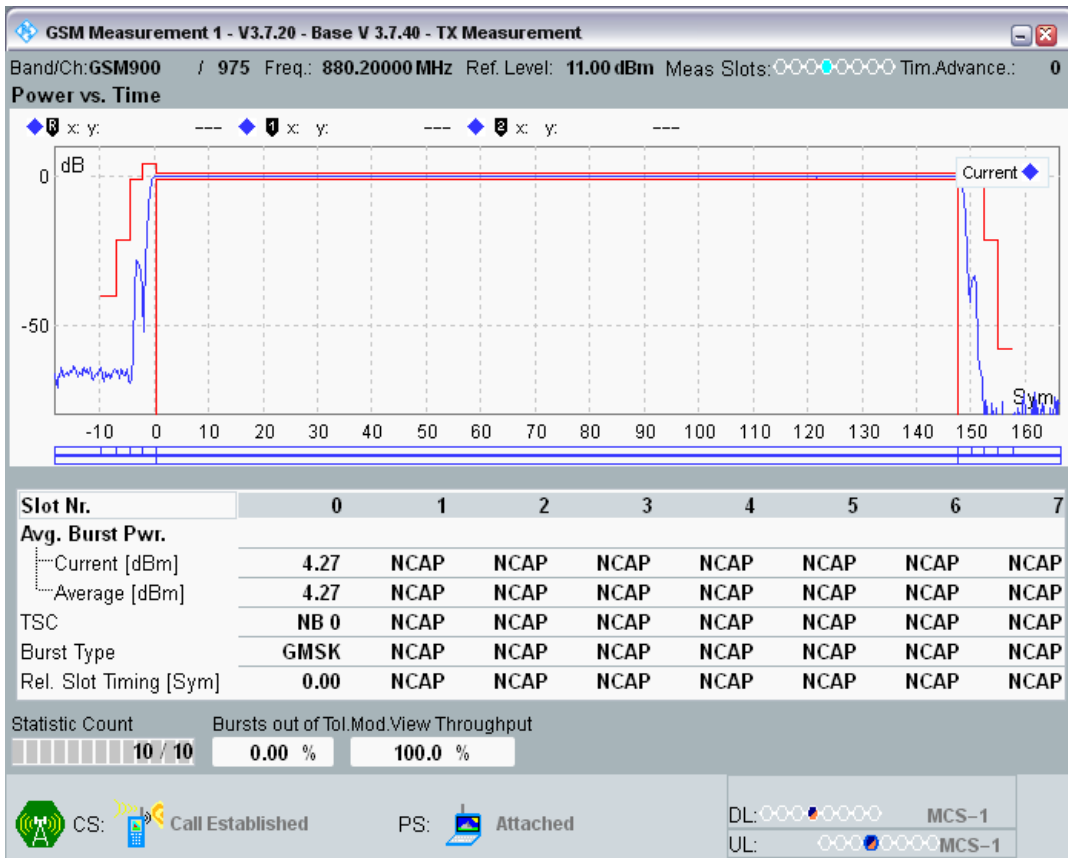 GSM Measurement 1 - V3.7.20 - Base V 3.7.40 - TX Measurement
Band/Ch:GSM900 / 975 Freq.: 880.20000 MHz Ref. Level: 11.00 dBm Meas Slots: Tim.Advance.: 0
Power vs. Time
R x: y: --- 1 x: y: --- 2 x: y: ---
dB
Current
0
-50
Sym
-10 0 10 20 30 40 50 60 70 80 90 100 110 120 130 140 150 160
Slot Nr. 0 1 2 3 4 5 6 7
Avg. Burst Pwr.
Current [dBm] 4.27 NCAP NCAP NCAP NCAP NCAP NCAP NCAP
Average [dBm] 4.27 NCAP NCAP NCAP NCAP NCAP NCAP NCAP
TSC NB 0 NCAP NCAP NCAP NCAP NCAP NCAP NCAP
Burst Type GMSK NCAP NCAP NCAP NCAP NCAP NCAP NCAP
Rel. Slot Timing [Sym] 0.00 NCAP NCAP NCAP NCAP NCAP NCAP NCAP
Statistic Count Bursts out of Tol.Mod.View Throughput
10 / 10 0.00 % 100.0 %
CS: Call Established PS: Attached
DL: MCS-1
UL: MCS-1